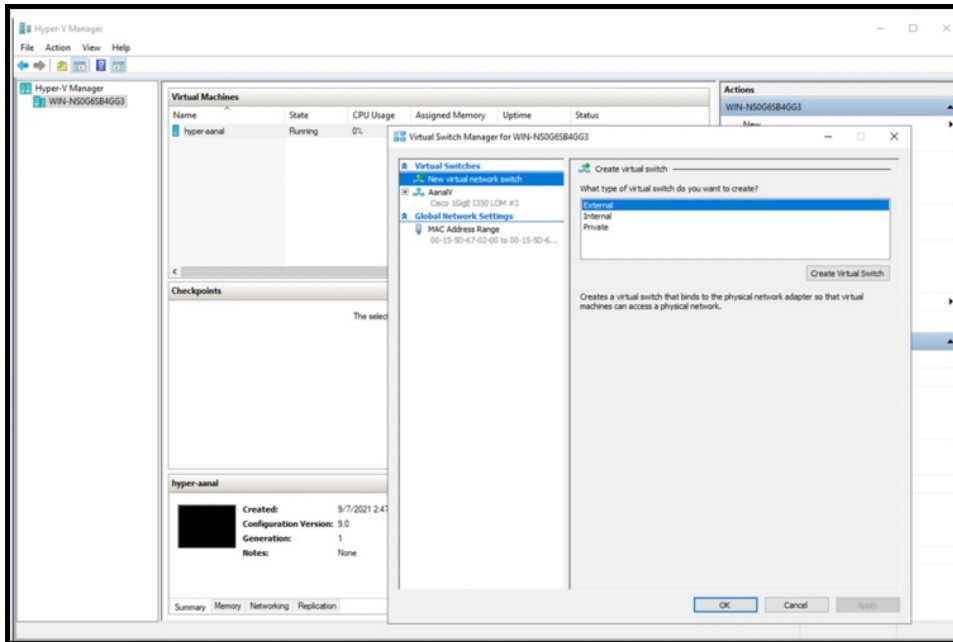 Hyper-V Manager
File Action View Help
Hyper-V Manager
WIN-NS0G6SB4GG3
Virtual Machines
Name State CPU Usage Assigned Memory Uptime Status
hyper-aanal Running 0%
Checkpoints
The selec
hyper-aanal
Created: 9/7/2021 2:47
Configuration Version: 9.0
Generation: 1
Notes: None
Summary Memory Networking Replication
Actions
WIN-NS0G6SB4GG3
New
Virtual Switch Manager for WIN-NS0G6SB4GG3
Virtual Switches
New virtual network switch
AanalV
Cisco 1GigE I350 LOM #3
Global Network Settings
MAC Address Range
00-15-5D-67-02-00 to 00-15-5D-6...
Create virtual switch
What type of virtual switch do you want to create?
External
Internal
Private
Create Virtual Switch
Creates a virtual switch that binds to the physical network adapter so that virtual
machines can access a physical network.
OK Cancel Apply